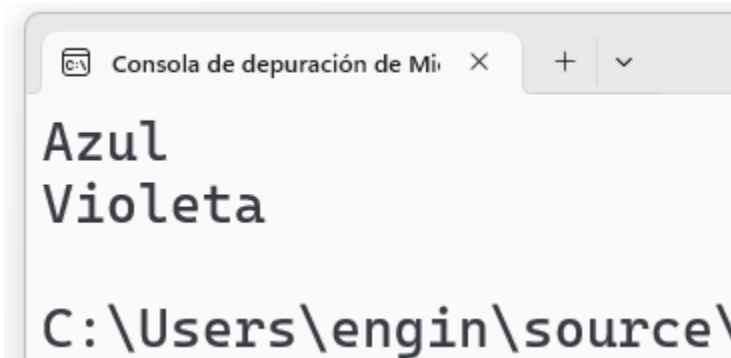 Consola de depuración de Mi
Azul
Violeta
C:\Users\engin\source\